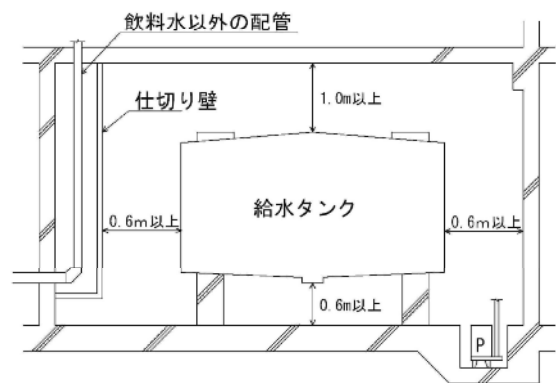 飲料水以外の配管
仕切り壁
1.0m以上
給水タンク
0.6m以上
0.6m以上
0.6m以上
P